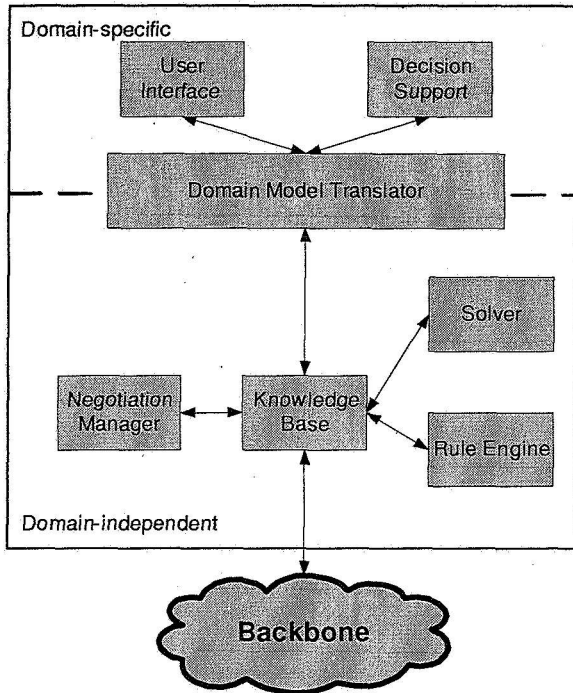 Domain-specific
User
Interface
Decision
Support
Domain Model Translator
Solver
Negotiation
Manager
Knowledge
Base
Rule Engine
Domain-independent
Backbone